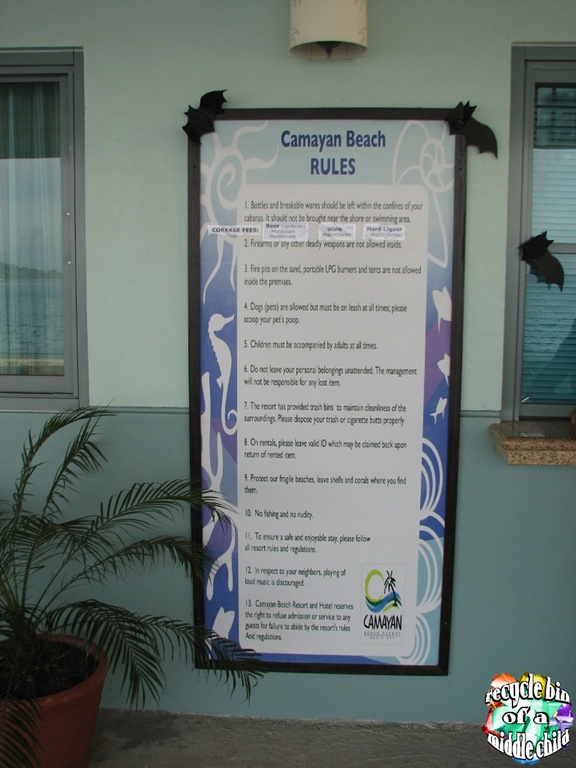 Camayan Beach
RULES
1. Bottles and breakable wares should be left within the confines of your
cabanas. It should not be brought near the shore or swimming area.
CORKAGE FEES:
Beer
Wine
Hard Liquor
2. Firearms or any other deadly weapons are not allowed inside.
3. Fire pits on the sand, portable LPG burners and tents are not allowed
inside the premises.
4. Dogs (pets) are allowed but must be on leash at all times; please
scoop your pet's poop.
5. Children must be accompanied by adults at all times.
6. Do not leave your personal belongings unattended. The management
will not be responsible for any lost item.
7. The resort has provided trash bins to maintain cleanliness of the
surroundings. Please dispose your trash or cigarette butts properly
8. On rentals, please leave valid ID which may be claimed back upon
return of rented item.
9. Protect our fragile beaches, leave shells and corals where you find
them.
10. No fishing and no nudity.
11. To ensure a safe and enjoyable stay, please follow
all resort rules and regulations.
12. In respect to your neighbors, playing of
loud music is discouraged.
13. Camayan Beach Resort and Hotel reserves
the right to refuse admission or service to any
guests for failure to abide by the resort's rules
And regulations.
CAMAYAN
BEACH RESORT
recycle bin
of a
middle child